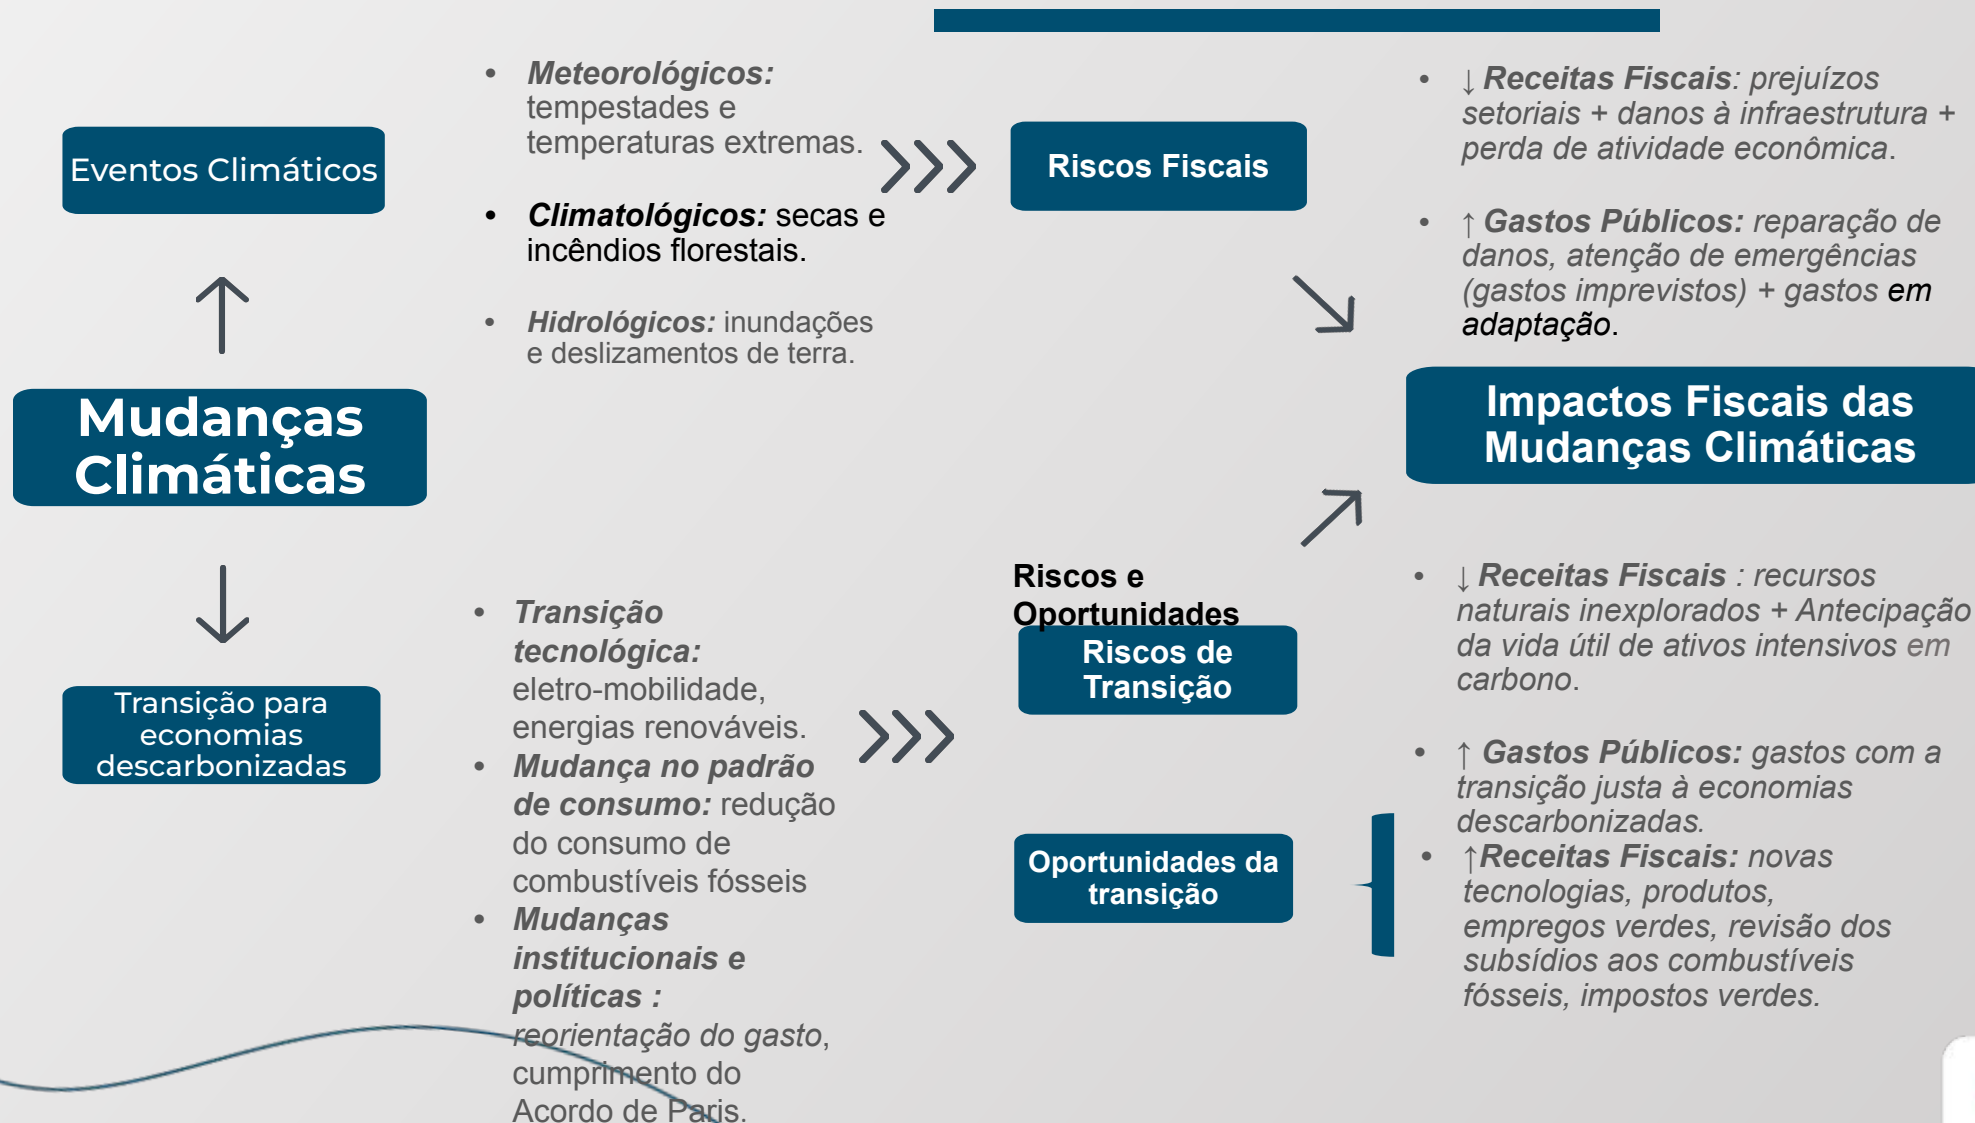 Eventos Climáticos
Mudanças
Climáticas
Transição para
economias
descarbonizadas
• Meteorológicos:
tempestades e
temperaturas extremas.
• Climatológicos: secas e
incêndios florestais.
• Hidrológicos: inundações
e deslizamentos de terra.
• Transição
tecnológica:
eletro-mobilidade,
energias renováveis.
• Mudança no padrão
de consumo: redução
do consumo de
combustíveis fósseis
• Mudanças
institucionais e
políticas :
reorientação do gasto,
cumprimento do
Acordo de Paris.
Riscos Fiscais
Riscos e
Oportunidades
Riscos de
Transição
Oportunidades da
transição
• ↓ Receitas Fiscais: prejuízos
setoriais + danos à infraestrutura +
perda de atividade econômica.
• ↑ Gastos Públicos: reparação de
danos, atenção de emergências
(gastos imprevistos) + gastos em
adaptação.
Impactos Fiscais das
Mudanças Climáticas
• ↓ Receitas Fiscais : recursos
naturais inexplorados + Antecipação
da vida útil de ativos intensivos em
carbono.
• ↑ Gastos Públicos: gastos com a
transição justa à economias
descarbonizadas.
• ↑Receitas Fiscais: novas
tecnologias, produtos,
empregos verdes, revisão dos
subsídios aos combustíveis
fósseis, impostos verdes.